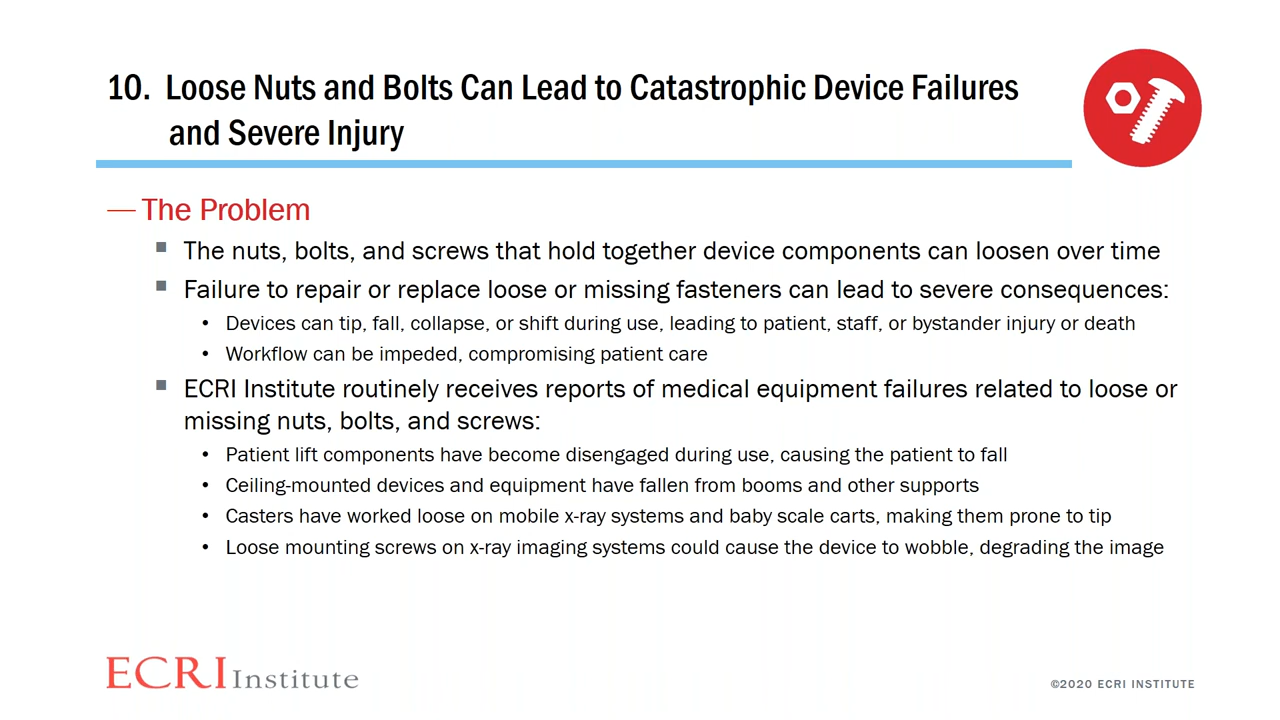 10. Loose Nuts and Bolts Can Lead to Catastrophic Device Failures
and Severe Injury
— The Problem
▪ The nuts, bolts, and screws that hold together device components can loosen over time
▪ Failure to repair or replace loose or missing fasteners can lead to severe consequences:
• Devices can tip, fall, collapse, or shift during use, leading to patient, staff, or bystander injury or death
• Workflow can be impeded, compromising patient care
▪ ECRI Institute routinely receives reports of medical equipment failures related to loose or
missing nuts, bolts, and screws:
• Patient lift components have become disengaged during use, causing the patient to fall
• Ceiling-mounted devices and equipment have fallen from booms and other supports
• Casters have worked loose on mobile x-ray systems and baby scale carts, making them prone to tip
• Loose mounting screws on x-ray imaging systems could cause the device to wobble, degrading the image
ECRI Institute
©2020 ECRI INSTITUTE